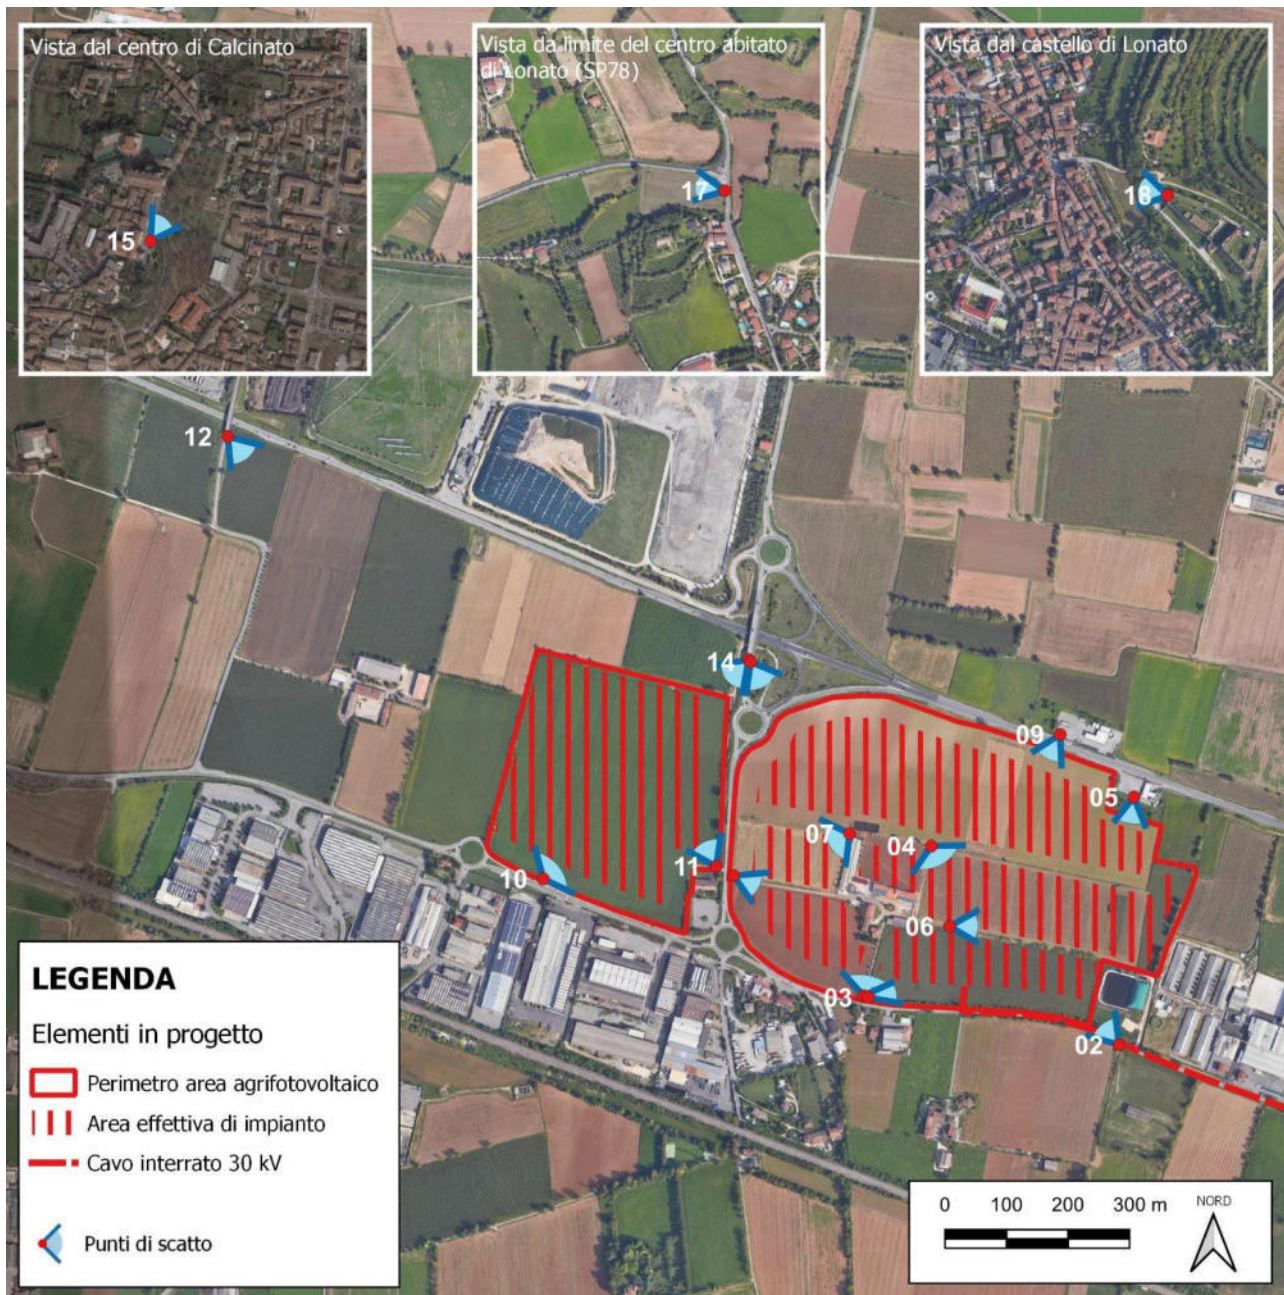 Vista dal centro di Calcinato
Vista da limite del centro abitato
di Lonato (SP78)
Vista dal castello di Lonato
15
17
18
12
14
09
05
07
04
11
10
06
03
02
LEGENDA
Elementi in progetto
Perimetro area agrifotovoltaico
Area effettiva di impianto
Cavo interrato 30 kV
Punti di scatto
0 100 200 300 m
NORD